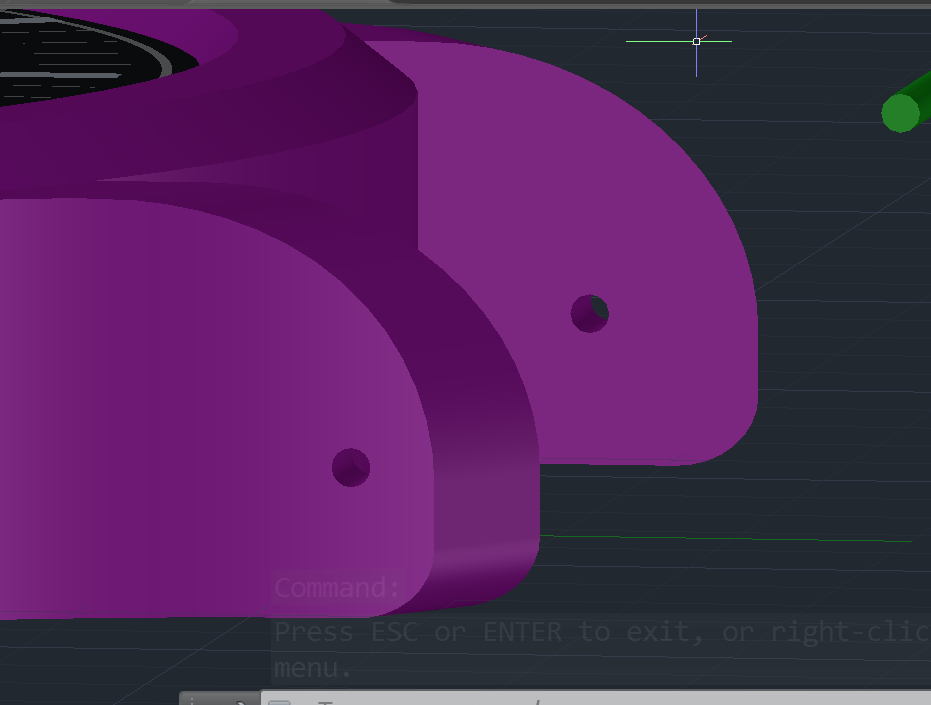 Command:
Press ESC or ENTER to exit, or right-clic
menu.